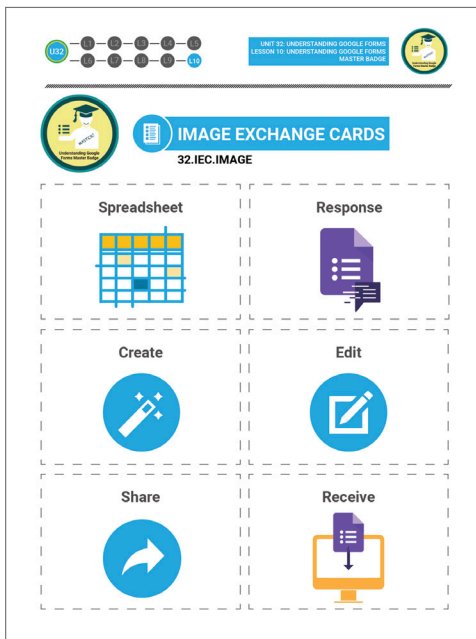 U32
L1 L2 L3 L4 L5
L6 L7 L8 L9 L10
UNIT 32: UNDERSTANDING GOOGLE FORMS
LESSON 10: UNDERSTANDING GOOGLE FORMS
MASTER BADGE
Understanding Google
Forms Master Badge
IMAGE EXCHANGE CARDS
32.IEC.IMAGE
Spreadsheet
Response
Create
Edit
Share
Receive